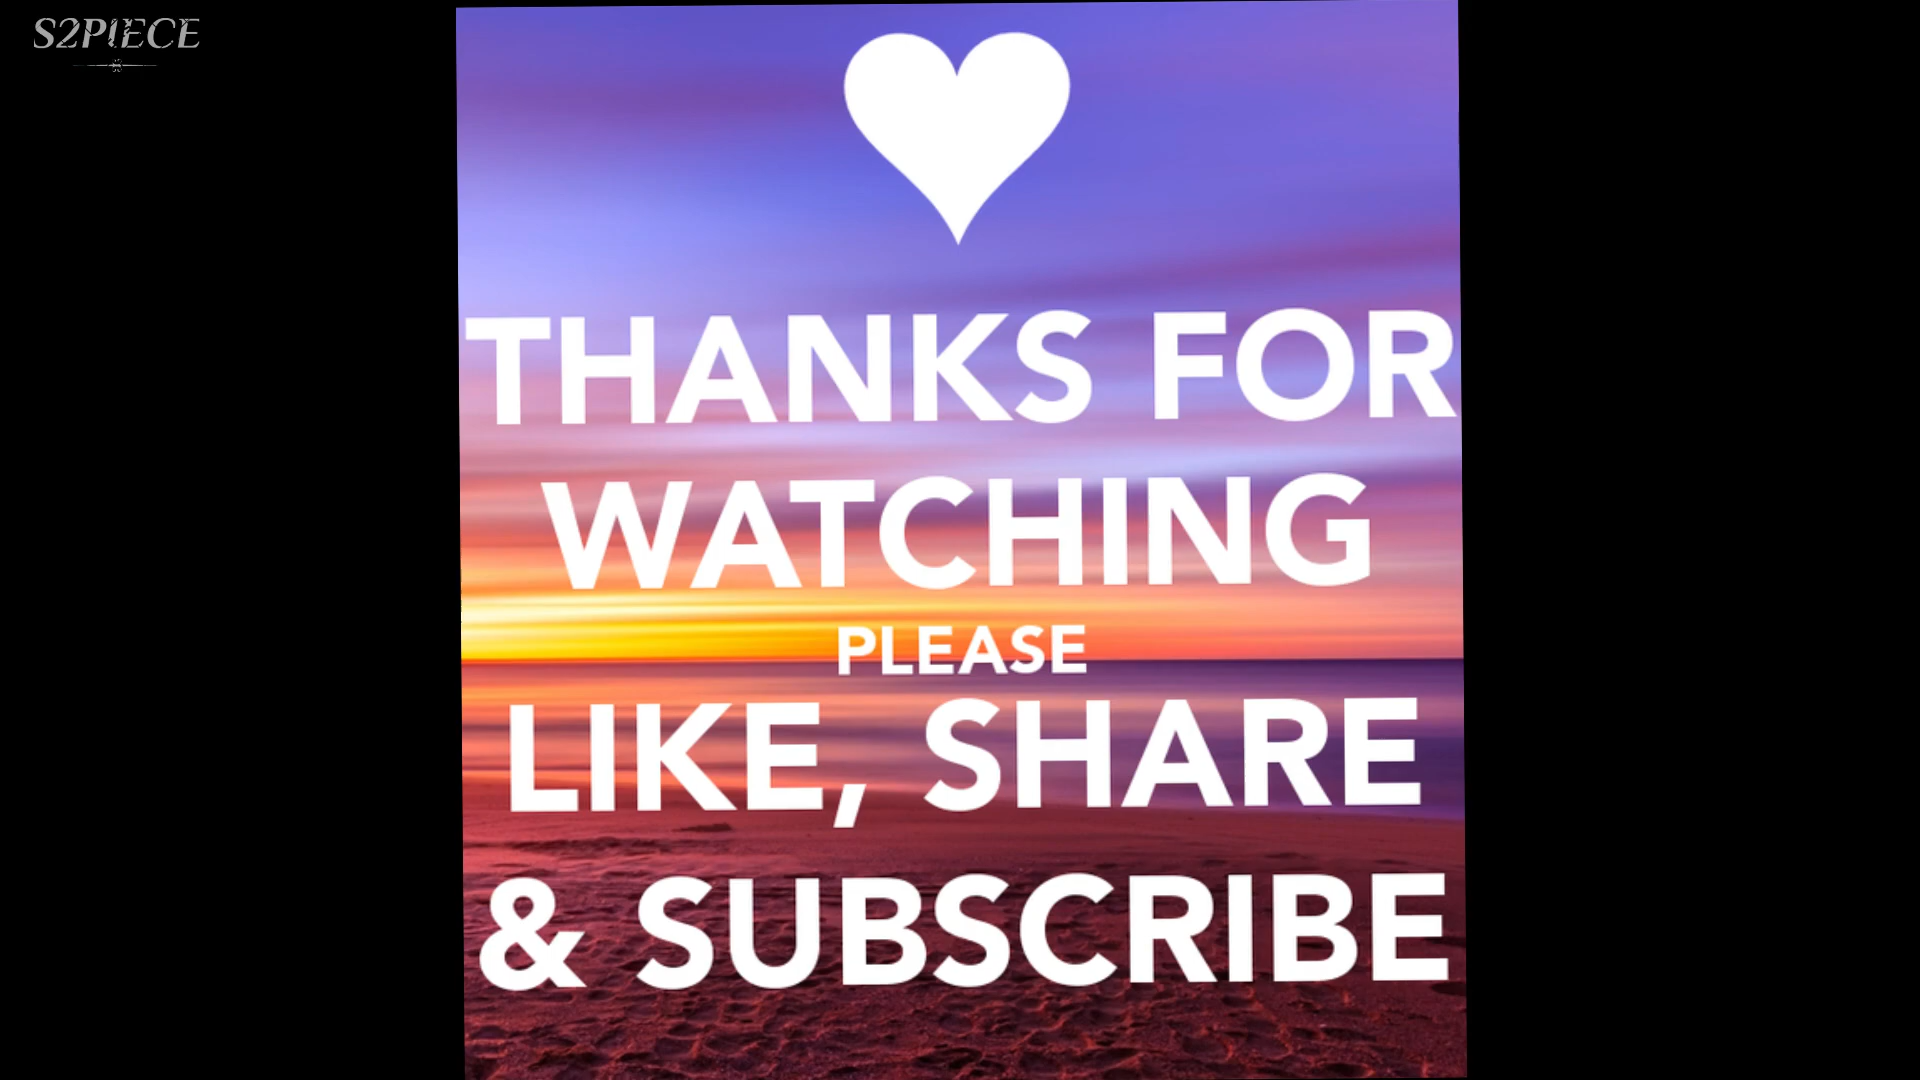 S2PIECE
THANKS FOR
WATCHING
PLEASE
LIKE, SHARE
& SUBSCRIBE